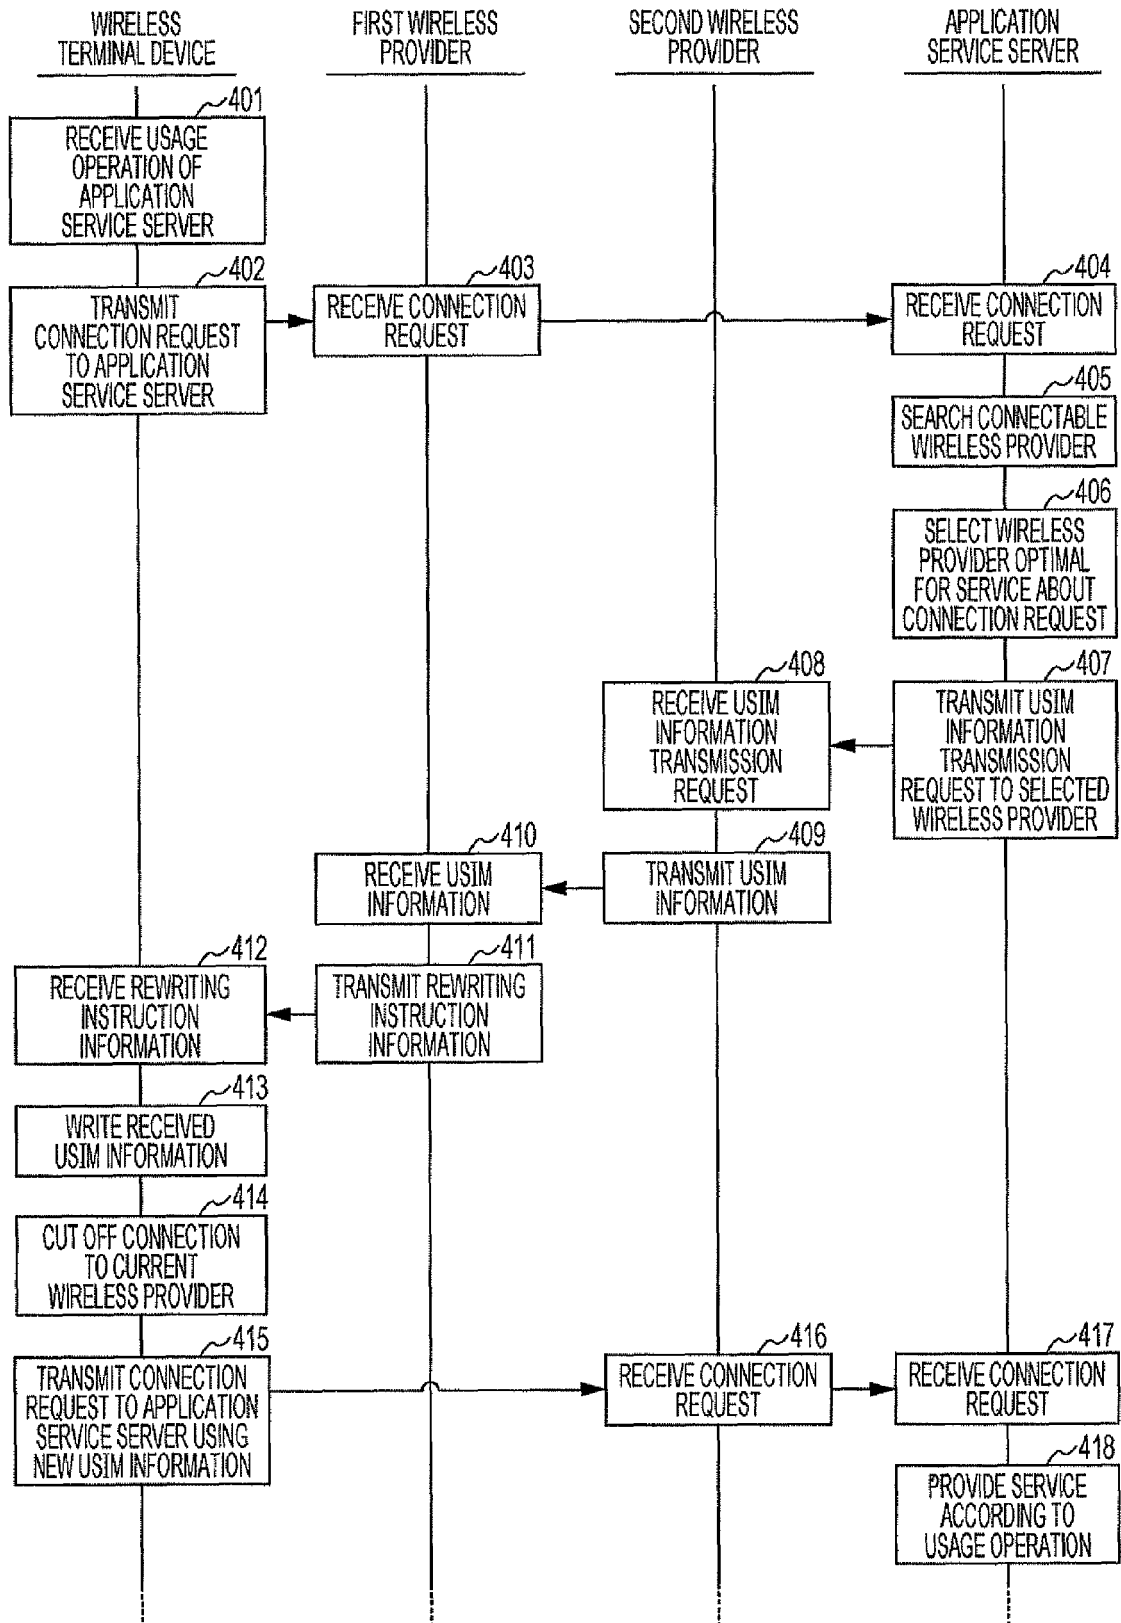 WIRELESS
TERMINAL DEVICE
FIRST WIRELESS
PROVIDER
SECOND WIRELESS
PROVIDER
APPLICATION
SERVICE SERVER
401
RECEIVE USAGE
OPERATION OF
APPLICATION
SERVICE SERVER
402
TRANSMIT
CONNECTION REQUEST
TO APPLICATION
SERVICE SERVER
403
RECEIVE CONNECTION
REQUEST
404
RECEIVE CONNECTION
REQUEST
405
SEARCH CONNECTABLE
WIRELESS PROVIDER
406
SELECT WIRELESS
PROVIDER OPTIMAL
FOR SERVICE ABOUT
CONNECTION REQUEST
407
TRANSMIT USIM
INFORMATION
TRANSMISSION
REQUEST TO SELECTED
WIRELESS PROVIDER
408
RECEIVE USIM
INFORMATION
TRANSMISSION
REQUEST
409
TRANSMIT USIM
INFORMATION
410
RECEIVE USIM
INFORMATION
411
TRANSMIT REWRITING
INSTRUCTION
INFORMATION
412
RECEIVE REWRITING
INSTRUCTION
INFORMATION
413
WRITE RECEIVED
USIM INFORMATION
414
CUT OFF CONNECTION
TO CURRENT
WIRELESS PROVIDER
415
TRANSMIT CONNECTION
REQUEST TO APPLICATION
SERVICE SERVER USING
NEW USIM INFORMATION
416
RECEIVE CONNECTION
REQUEST
417
RECEIVE CONNECTION
REQUEST
418
PROVIDE SERVICE
ACCORDING TO
USAGE OPERATION